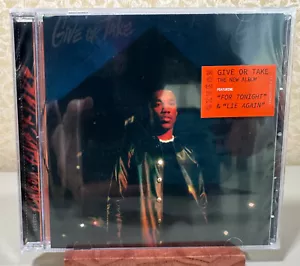 GIVE OR TAKE
GIVE OR TAKE
THE NEW ALBUM
FEATURING
"FOR TONIGHT"
& "LIE AGAIN"